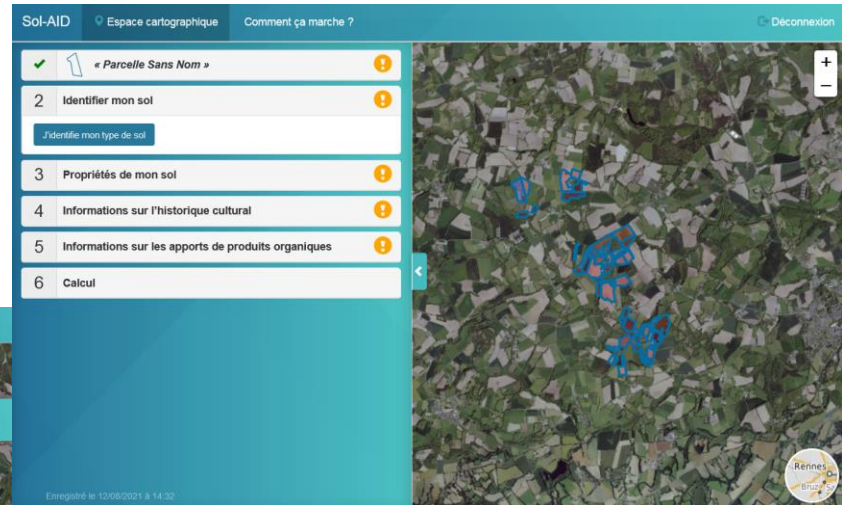 Sol-AID
Espace cartographique
Comment ça marche ?
Déconnexion
« Parcelle Sans Nom »
2 Identifier mon sol
J'identifie mon type de sol
3 Propriétés de mon sol
4 Informations sur l'historique cultural
5 Informations sur les apports de produits organiques
6 Calcul
Enregistré le 12/08/2021 à 14:32
+
−
Rennes
Bruz